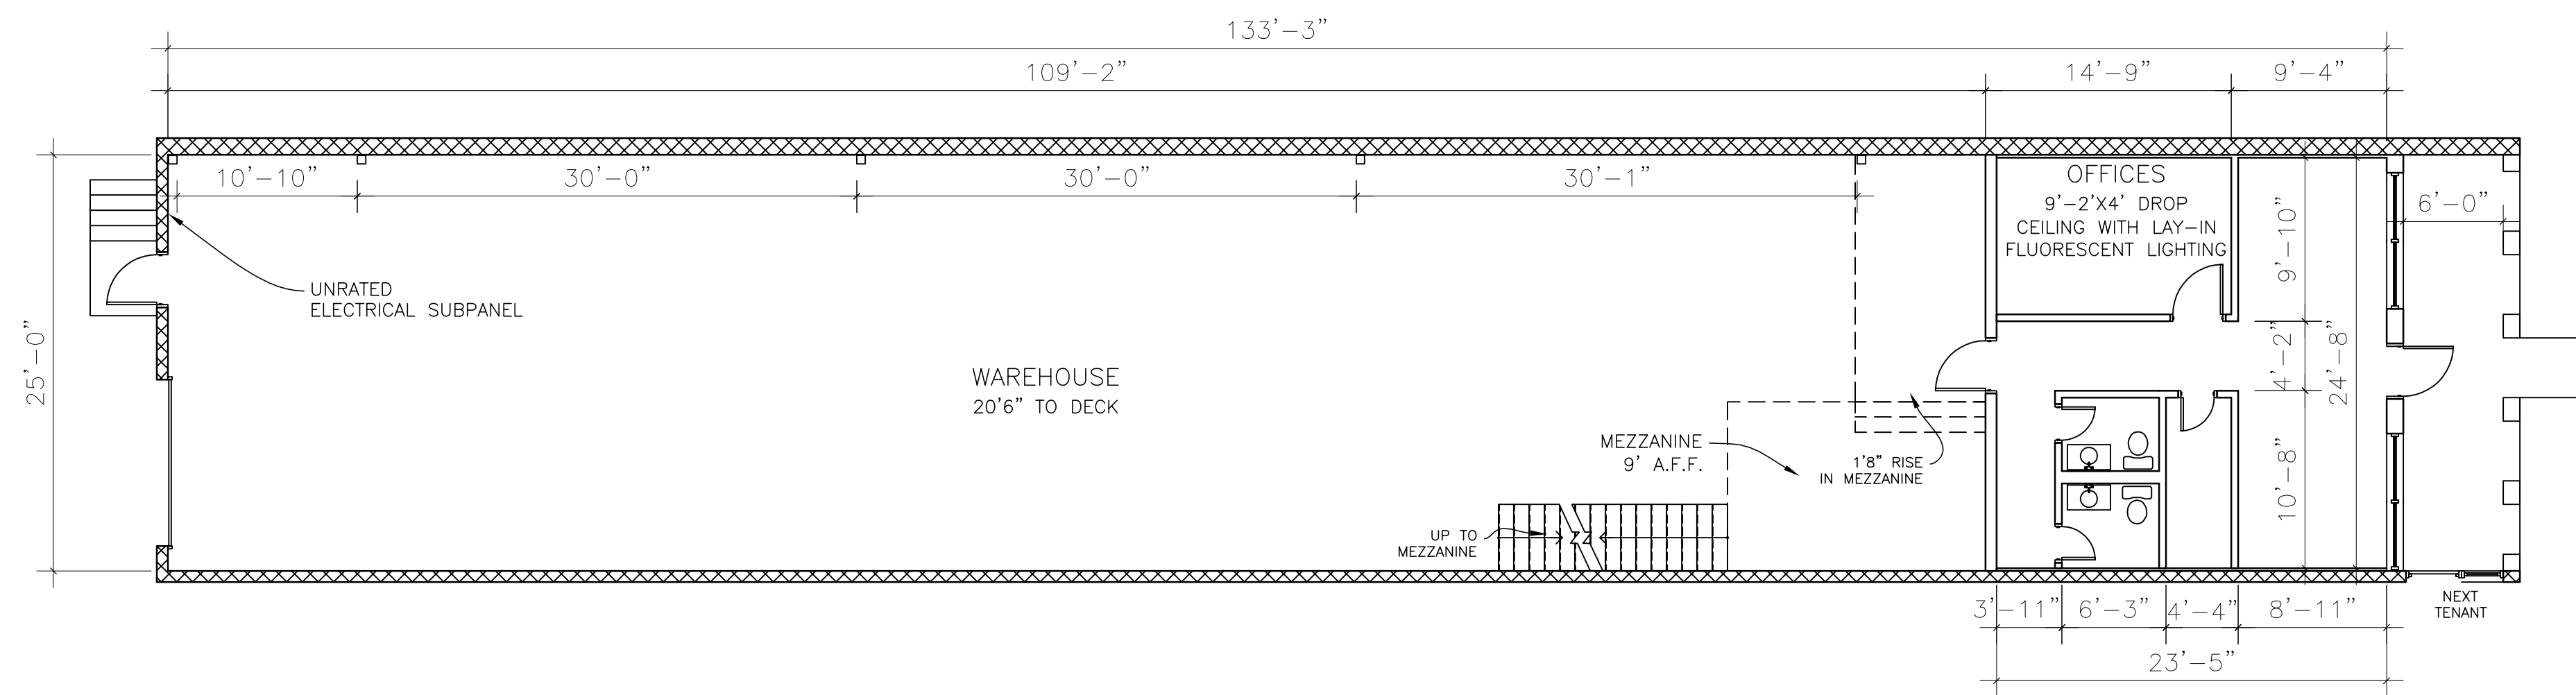 133'-3"
109'-2"
14'-9"
9'-4"
10'-10"
30'-0"
30'-0"
30'-1"
OFFICES
9'-2'X4' DROP
CEILING WITH LAY-IN
FLUORESCENT LIGHTING
9'-10"
6'-0"
UNRATED
ELECTRICAL SUBPANEL
25'-0"
WAREHOUSE
20'6" TO DECK
4'-2"
24'-8"
MEZZANINE
9' A.F.F.
1'8" RISE
IN MEZZANINE
10'-8"
UP TO
MEZZANINE
3'-11"
6'-3"
4'-4"
8'-11"
NEXT
TENANT
23'-5"